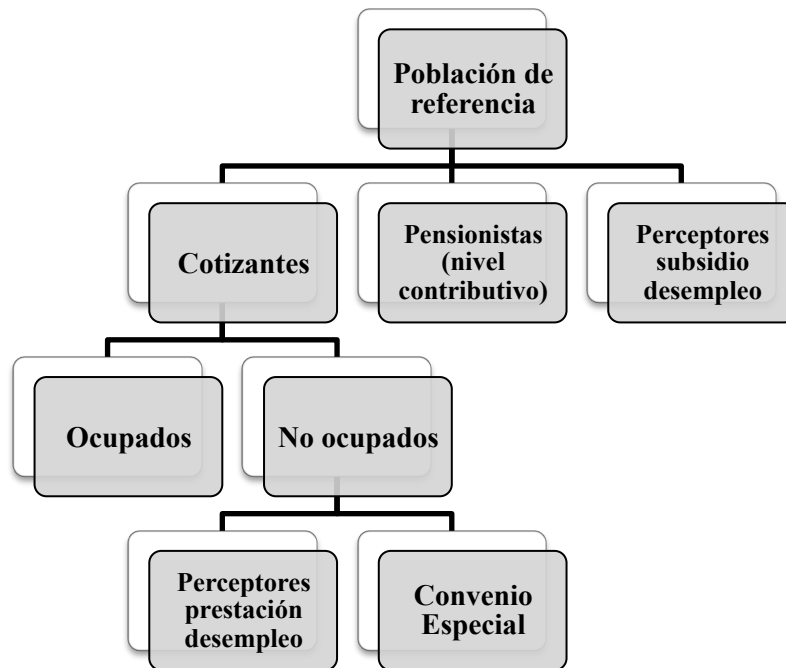 Población de
referencia
Cotizantes
Pensionistas
(nivel
contributivo)
Perceptores
subsidio
desempleo
Ocupados
No ocupados
Perceptores
prestación
desempleo
Convenio
Especial